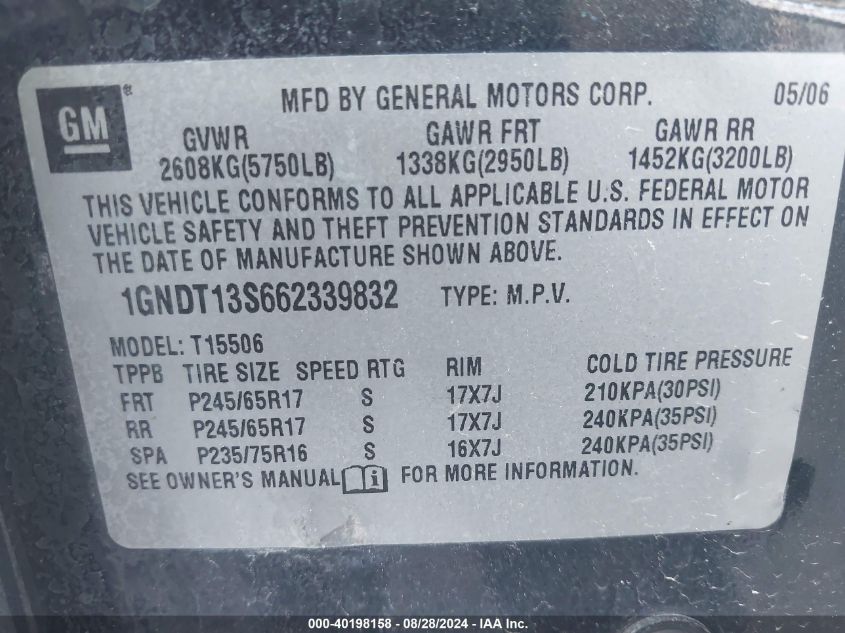 GM® MFD BY GENERAL MOTORS CORP. 05/06
GVWR GAWR FRT GAWR RR
2608KG(5750LB) 1338KG(2950LB) 1452KG(3200LB)
THIS VEHICLE CONFORMS TO ALL APPLICABLE U.S. FEDERAL MOTOR
VEHICLE SAFETY AND THEFT PREVENTION STANDARDS IN EFFECT ON
THE DATE OF MANUFACTURE SHOWN ABOVE.
1GNDT13S662339832 TYPE: M.P.V.
MODEL: T15506
TPPB TIRE SIZE SPEED RTG RIM COLD TIRE PRESSURE
FRT P245/65R17 S 17X7J 210KPA(30PSI)
RR P245/65R17 S 17X7J 240KPA(35PSI)
SPA P235/75R16 S 16X7J 240KPA(35PSI)
SEE OWNER'S MANUAL i FOR MORE INFORMATION.
000-40198158 - 08/28/2024 - © IAA Inc.